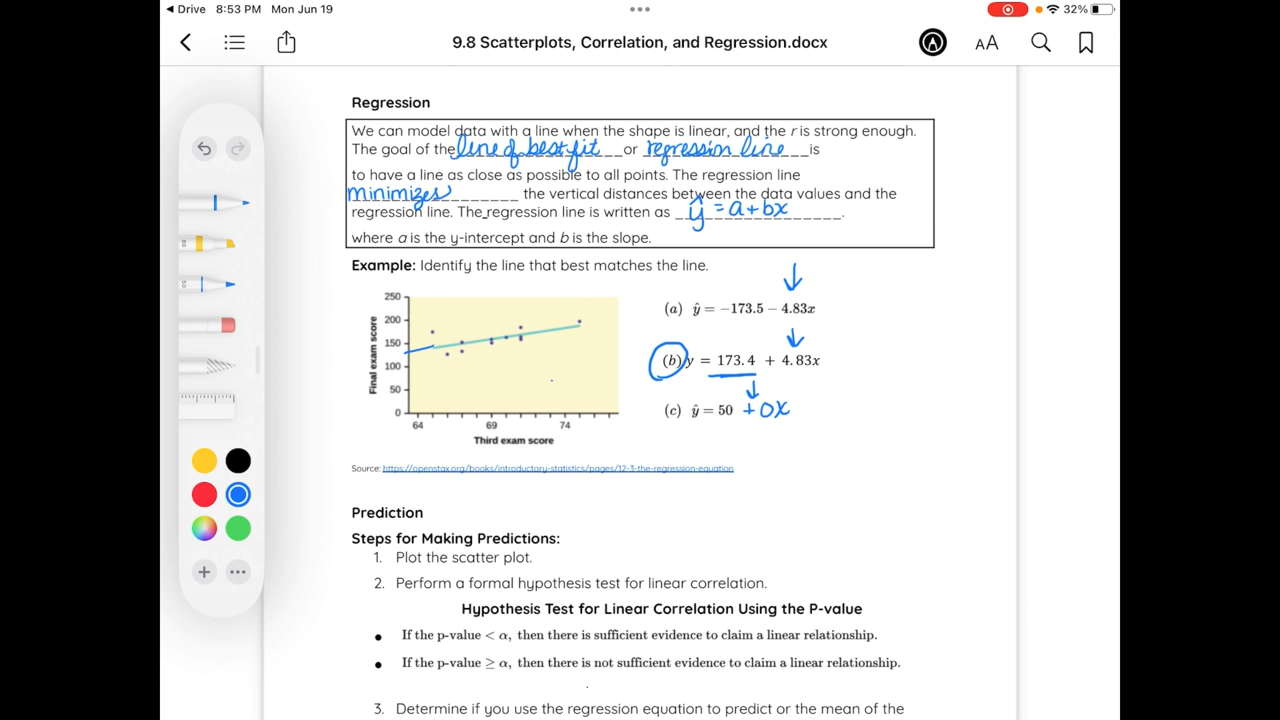 Drive 8:53 PM Mon Jun 19
32%
9.8 Scatterplots, Correlation, and Regression.docx
AA
Regression
We can model data with a line when the shape is linear, and the r is strong enough.
The goal of the line of best fit or regression line is
to have a line as close as possible to all points. The regression line
minimizes the vertical distances between the data values and the
regression line. The regression line is written as ŷ = a + bx.
where a is the y-intercept and b is the slope.
Example: Identify the line that best matches the line.
250
200
150
100
50
0
64 69 74
Final exam score
Third exam score
(a) ŷ = −173.5 − 4.83x
(b) y = 173.4 + 4.83x
(c) ŷ = 50 + 0x
Source: https://openstax.org/books/introductory-statistics/pages/12-3-the-regression-equation
Prediction
Steps for Making Predictions:
1. Plot the scatter plot.
2. Perform a formal hypothesis test for linear correlation.
Hypothesis Test for Linear Correlation Using the P-value
• If the p-value < α, then there is sufficient evidence to claim a linear relationship.
• If the p-value ≥ α, then there is not sufficient evidence to claim a linear relationship.
3. Determine if you use the regression equation to predict or the mean of the
80
50